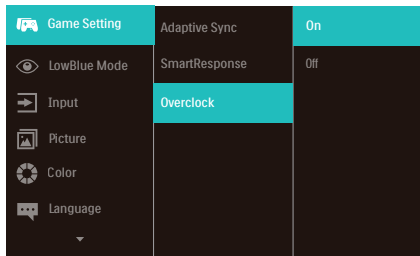 Game Setting
Adaptive Sync
On
LowBlue Mode
SmartResponse
Off
Input
Overclock
Picture
Color
Language